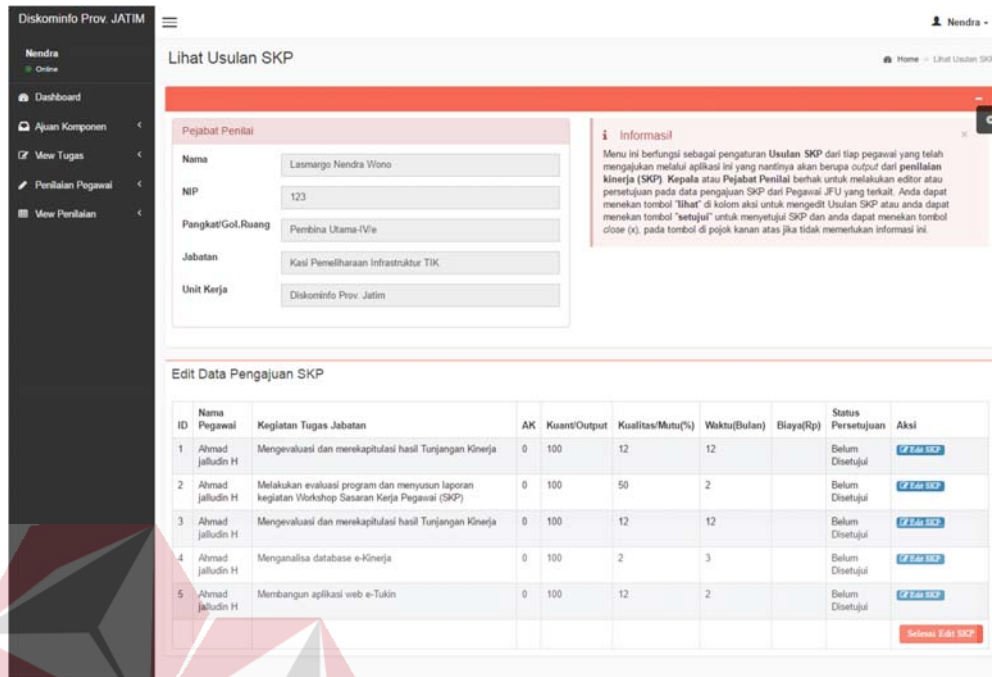 Diskominfo Prov. JATIM
Nendra
Nendra
Online
Lihat Usulan SKP
Home > Lihat Usulan SKP
Dashboard
Ajuan Komponen
View Tugas
Penilaian Pegawai
View Penilaian
Pejabat Penilai
Nama
Lasmargo Nendra Wono
NIP
123
Pangkat/Gol.Ruang
Pembina Utama-IV/e
Jabatan
Kasi Pemeliharaan Infrastruktur TIK
Unit Kerja
Diskominfo Prov. Jatim
i Informasi!
×
Menu ini berfungsi sebagai pengaturan Usulan SKP dari tiap pegawai yang telah
mengajukan melalui aplikasi ini yang nantinya akan berupa output dari penilaian
kinerja (SKP). Kepala atau Pejabat Penilai berhak untuk melakukan editor atau
persetujuan pada data pengajuan SKP dari Pegawai JFU yang terkait. Anda dapat
menekan tombol "lihat" di kolom aksi untuk mengedit Usulan SKP atau anda dapat
menekan tombol "setujui" untuk menyetujui SKP dan anda dapat menekan tombol
close (x), pada tombol di pojok kanan atas jika tidak memerlukan informasi ini.
Edit Data Pengajuan SKP
ID Nama Pegawai Kegiatan Tugas Jabatan AK Kuant/Output Kualitas/Mutu(%) Waktu(Bulan) Biaya(Rp) Status Persetujuan Aksi
1 Ahmad jalludin H Mengevaluasi dan merekapitulasi hasil Tunjangan Kinerja 0 100 12 12 Belum Disetujui Edit SKP
2 Ahmad jalludin H Melakukan evaluasi program dan menyusun laporan kegiatan Workshop Sasaran Kerja Pegawai (SKP) 0 100 50 2 Belum Disetujui Edit SKP
3 Ahmad jalludin H Mengevaluasi dan merekapitulasi hasil Tunjangan Kinerja 0 100 12 12 Belum Disetujui Edit SKP
4 Ahmad jalludin H Menganalisa database e-Kinerja 0 100 2 3 Belum Disetujui Edit SKP
5 Ahmad jalludin H Membangun aplikasi web e-Tukin 0 100 12 2 Belum Disetujui Edit SKP
Selesai Edit SKP